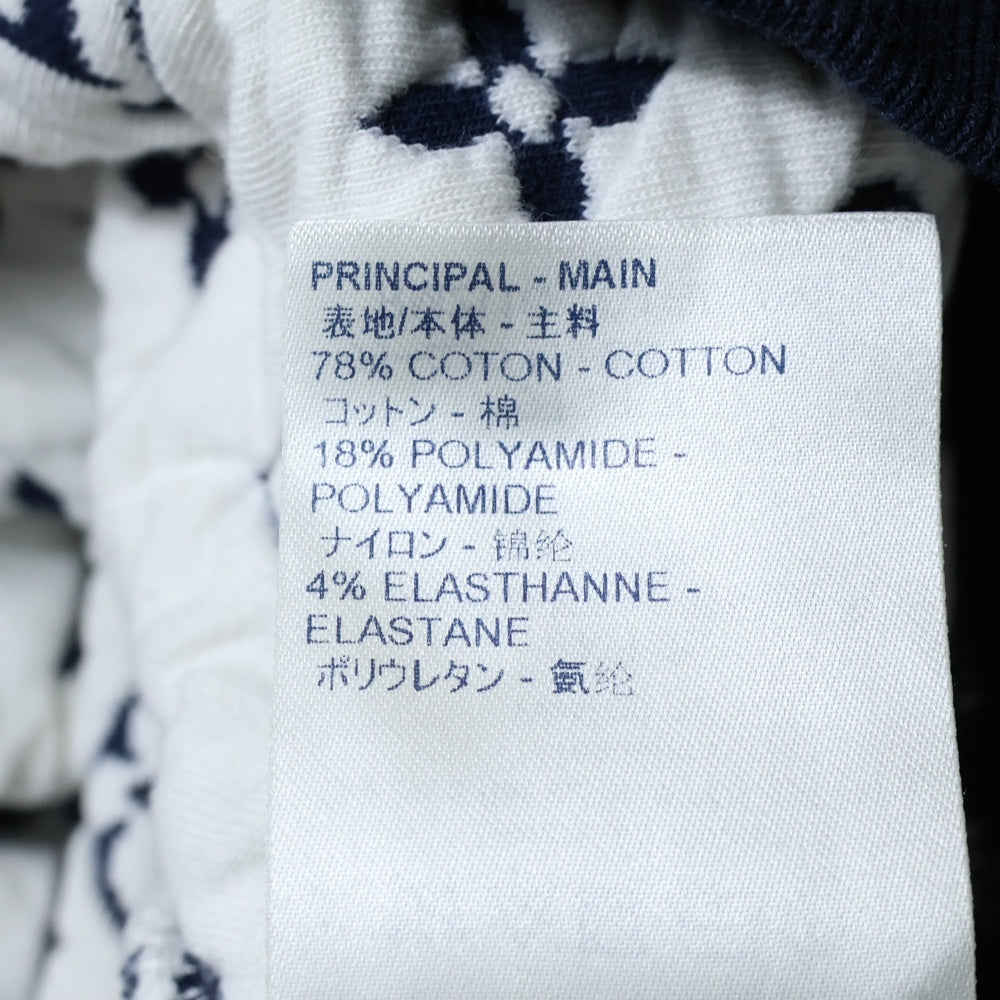 PRINCIPAL - MAIN
表地/本体 - 主料
78% COTON - COTTON
コットン - 棉
18% POLYAMIDE -
POLYAMIDE
ナイロン - 锦纶
4% ELASTHANNE -
ELASTANE
ポリウレタン - 氨纶